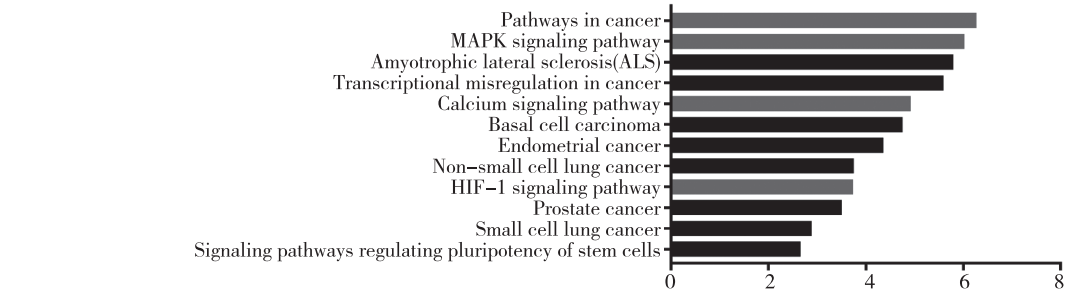 Pathways in cancer
MAPK signaling pathway
Amyotrophic lateral sclerosis(ALS)
Transcriptional misregulation in cancer
Calcium signaling pathway
Basal cell carcinoma
Endometrial cancer
Non−small cell lung cancer
HIF−1 signaling pathway
Prostate cancer
Small cell lung cancer
Signaling pathways regulating pluripotency of stem cells
0 2 4 6 8